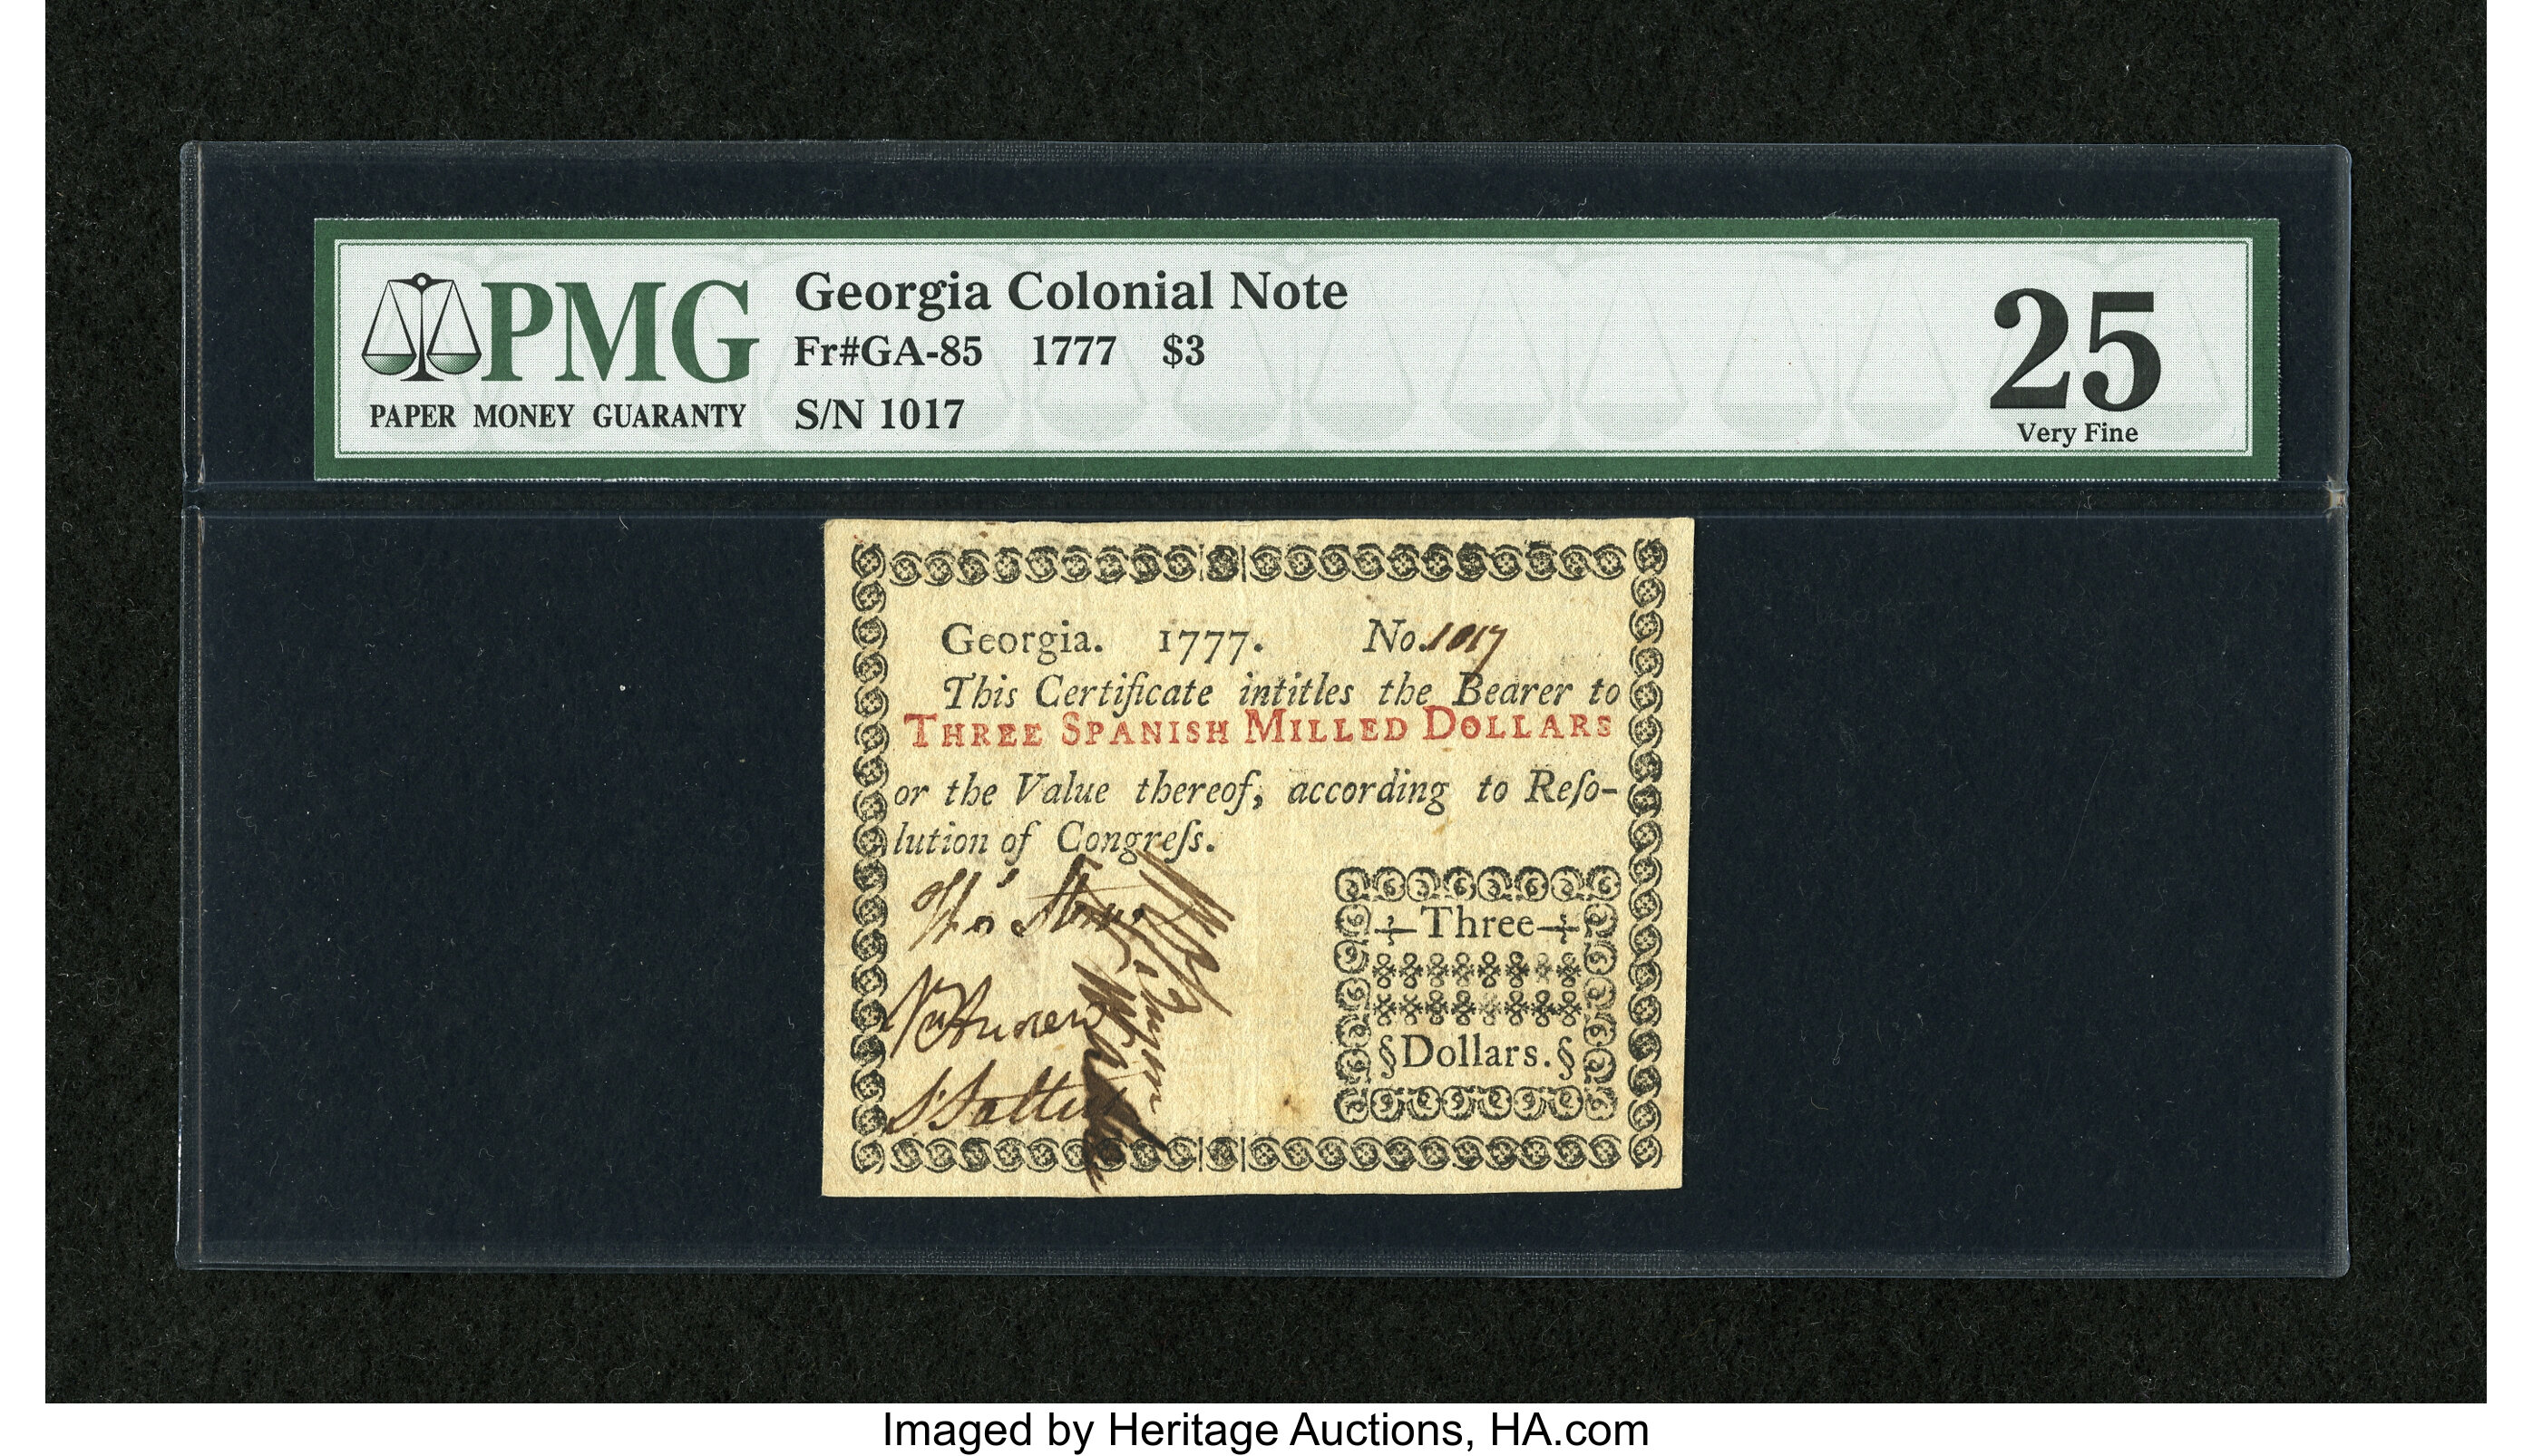 PMG
PAPER MONEY GUARANTY
Georgia Colonial Note
Fr#GA-85 1777 $3
S/N 1017
25
Very Fine
Georgia. 1777. No. 1017
This Certificate intitles the Bearer to
THREE SPANISH MILLED DOLLARS
or the Value thereof, according to Reſo-
lution of Congreſs.
Three
§Dollars.§
Imaged by Heritage Auctions, HA.com